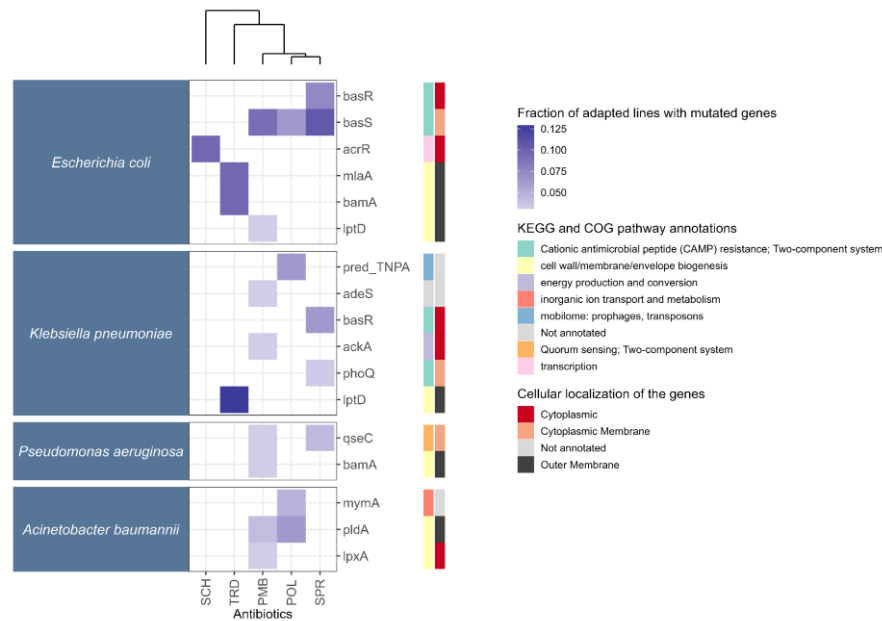 Escherichia coli
basR
basS
acrR
mlaA
bamA
lptD
Klebsiella pneumoniae
pred_TNPA
adeS
basR
ackA
phoQ
lptD
Pseudomonas aeruginosa
qseC
bamA
Acinetobacter baumannii
mymA
pldA
lpxA
SCH
TRD
PMB
POL
SPR
Antibiotics
Fraction of adapted lines with mutated genes
0.125
0.100
0.075
0.050
KEGG and COG pathway annotations
Cationic antimicrobial peptide (CAMP) resistance; Two-component system
cell wall/membrane/envelope biogenesis
energy production and conversion
inorganic ion transport and metabolism
mobilome: prophages, transposons
Not annotated
Quorum sensing; Two-component system
transcription
Cellular localization of the genes
Cytoplasmic
Cytoplasmic Membrane
Not annotated
Outer Membrane